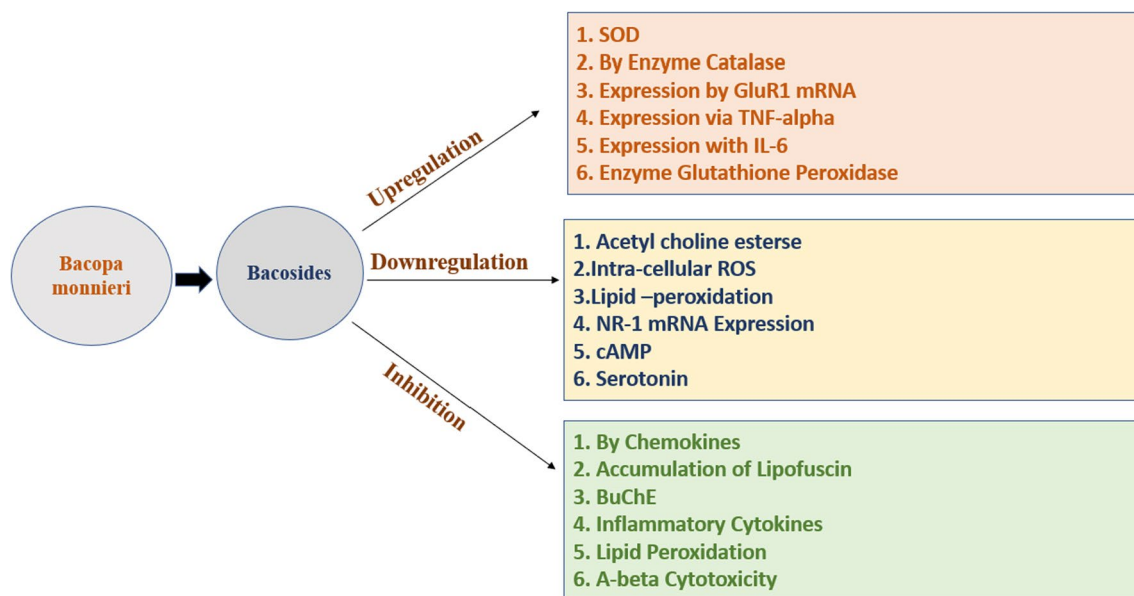 Bacopa
monnieri
Bacosides
Upregulation
1. SOD
2. By Enzyme Catalase
3. Expression by GluR1 mRNA
4. Expression via TNF-alpha
5. Expression with IL-6
6. Enzyme Glutathione Peroxidase
Downregulation
1. Acetyl choline esterse
2.Intra-cellular ROS
3.Lipid –peroxidation
4. NR-1 mRNA Expression
5. cAMP
6. Serotonin
Inhibition
1. By Chemokines
2. Accumulation of Lipofuscin
3. BuChE
4. Inflammatory Cytokines
5. Lipid Peroxidation
6. A-beta Cytotoxicity